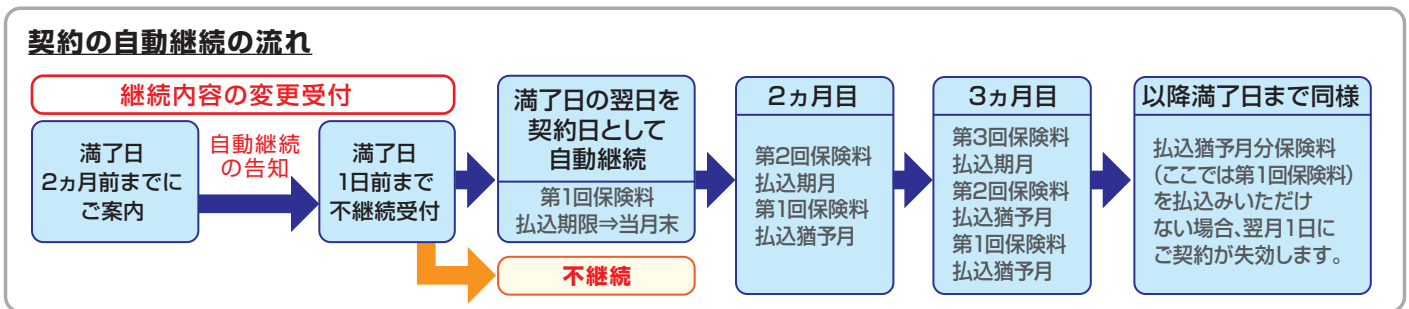 契約の自動継続の流れ
継続内容の変更受付
満了日
2ヵ月前までに
ご案内
自動継続
の告知
満了日
1日前まで
不継続受付
満了日の翌日を
契約日として
自動継続
第1回保険料
払込期限⇒当月末
不継続
2ヵ月目
第2回保険料
払込期月
第1回保険料
払込猶予月
3ヵ月目
第3回保険料
払込期月
第2回保険料
払込猶予月
第1回保険料
払込猶予月
以降満了日まで同様
払込猶予月分保険料
(ここでは第1回保険料)
を払込みいただけ
ない場合、翌月1日に
ご契約が失効します。